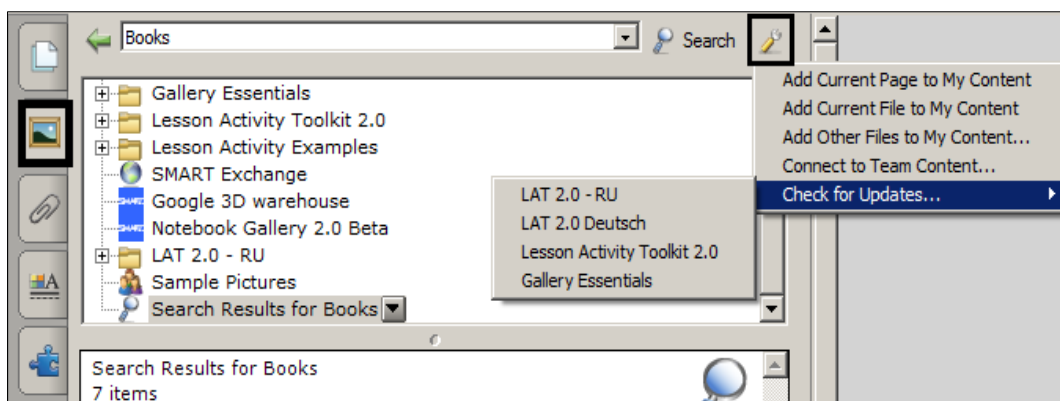 Books
Search
Add Current Page to My Content
Add Current File to My Content
Add Other Files to My Content...
Connect to Team Content...
Check for Updates...
Gallery Essentials
Lesson Activity Toolkit 2.0
Lesson Activity Examples
SMART Exchange
Google 3D warehouse
Notebook Gallery 2.0 Beta
LAT 2.0 - RU
Sample Pictures
Search Results for Books
LAT 2.0 - RU
LAT 2.0 Deutsch
Lesson Activity Toolkit 2.0
Gallery Essentials
Search Results for Books
7 items